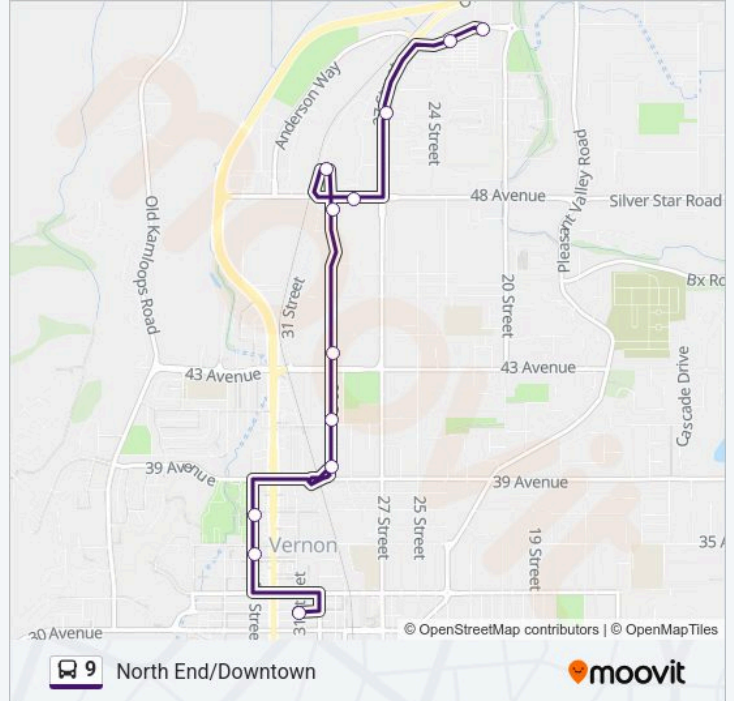 Anderson Way
24 Street
48 Avenue
Silver Star Road
Pleasant Valley Road
Old Kamloops Road
Bx Ro
31 Street
20 Street
43 Avenue
43 Avenue
Cascade Drive
39 Avenue
39 Avenue
27 Street
25 Street
19 Street
35 A
Vernon
Stree
30 Avenue
© OpenStreetMap contributors | © OpenMapTiles
9 North End/Downtown
moovit